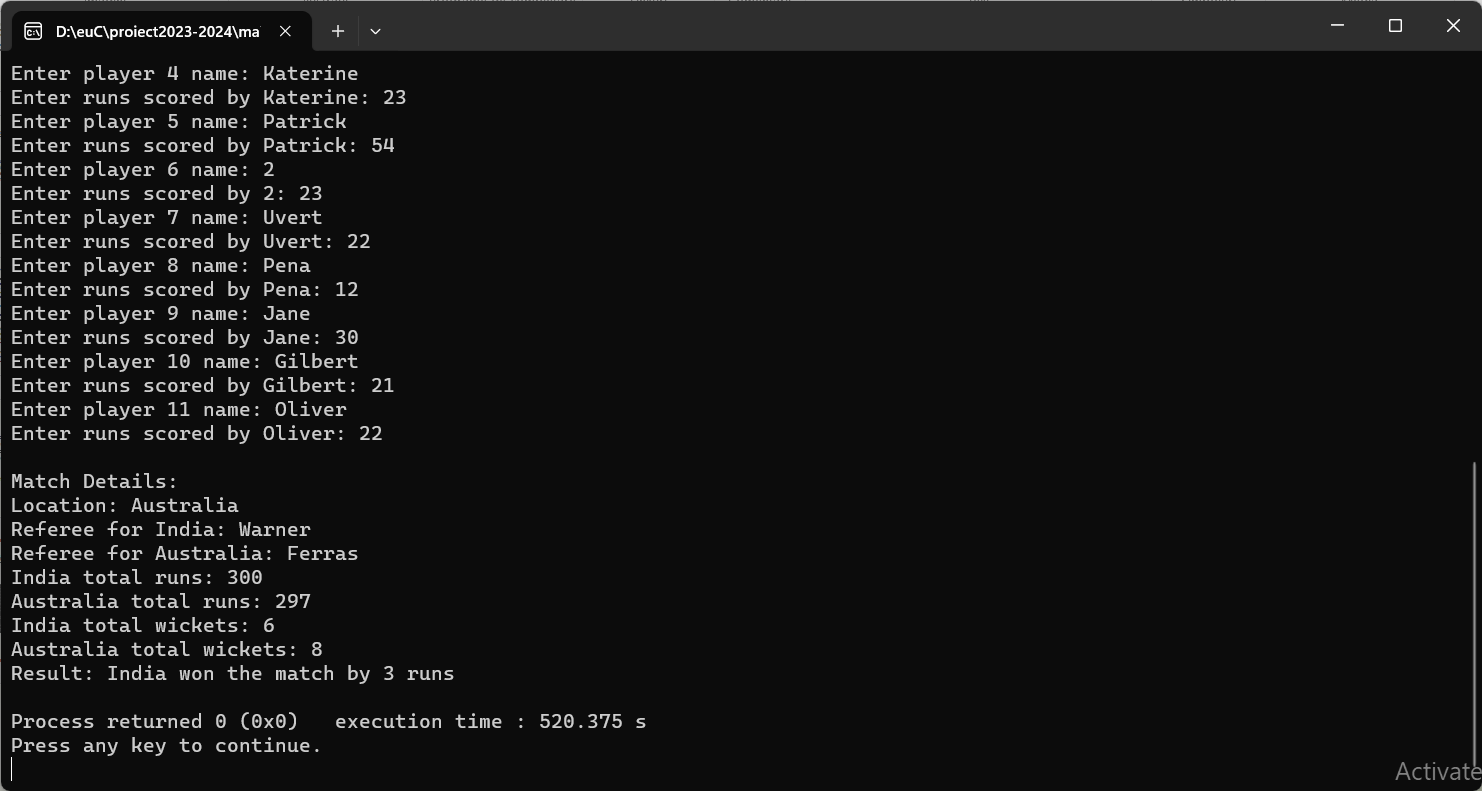 D:\euC\proiect2023-2024\ma
Enter player 4 name: Katerine
Enter runs scored by Katerine: 23
Enter player 5 name: Patrick
Enter runs scored by Patrick: 54
Enter player 6 name: 2
Enter runs scored by 2: 23
Enter player 7 name: Uvert
Enter runs scored by Uvert: 22
Enter player 8 name: Pena
Enter runs scored by Pena: 12
Enter player 9 name: Jane
Enter runs scored by Jane: 30
Enter player 10 name: Gilbert
Enter runs scored by Gilbert: 21
Enter player 11 name: Oliver
Enter runs scored by Oliver: 22
Match Details:
Location: Australia
Referee for India: Warner
Referee for Australia: Ferras
India total runs: 300
Australia total runs: 297
India total wickets: 6
Australia total wickets: 8
Result: India won the match by 3 runs
Process returned 0 (0x0)   execution time : 520.375 s
Press any key to continue.
Activate